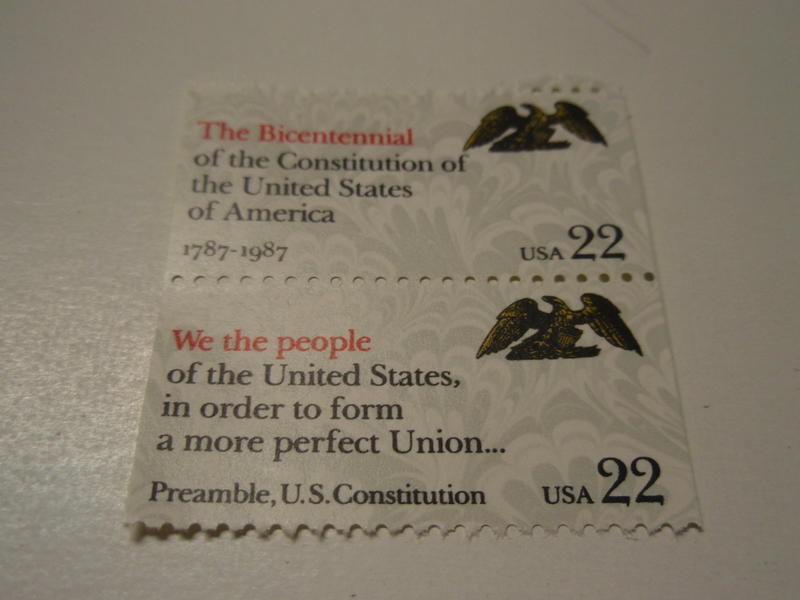 The Bicentennial
of the Constitution of
the United States
of America
1787-1987
USA 22
We the people
of the United States,
in order to form
a more perfect Union...
Preamble, U.S. Constitution
USA 22